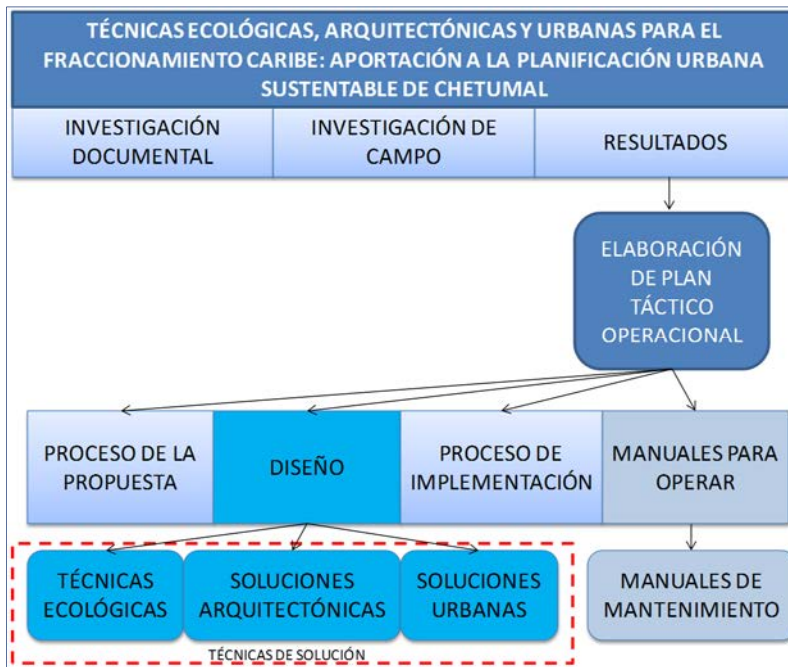 TÉCNICAS ECOLÓGICAS, ARQUITECTÓNICAS Y URBANAS PARA EL
FRACCIONAMIENTO CARIBE: APORTACIÓN A LA PLANIFICACIÓN URBANA
SUSTENTABLE DE CHETUMAL
INVESTIGACIÓN
DOCUMENTAL
INVESTIGACIÓN DE
CAMPO
RESULTADOS
ELABORACIÓN
DE PLAN
TÁCTICO
OPERACIONAL
PROCESO DE LA
PROPUESTA
DISEÑO
PROCESO DE
IMPLEMENTACIÓN
MANUALES PARA
OPERAR
TÉCNICAS
ECOLÓGICAS
SOLUCIONES
ARQUITECTÓNICAS
SOLUCIONES
URBANAS
MANUALES DE
MANTENIMIENTO
TÉCNICAS DE SOLUCIÓN